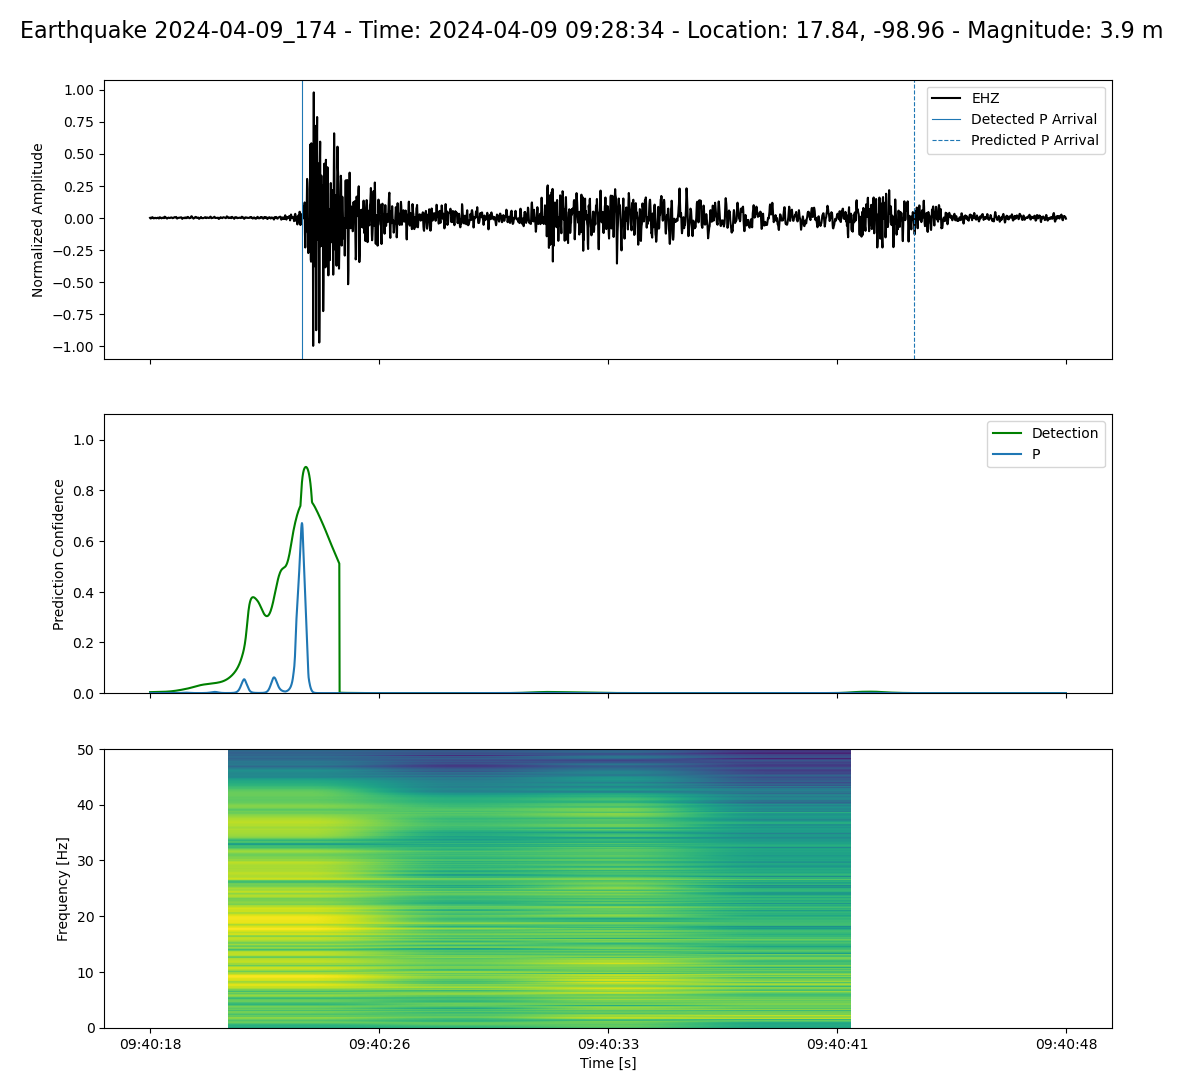 Earthquake 2024-04-09_174 - Time: 2024-04-09 09:28:34 - Location: 17.84, -98.96 - Magnitude: 3.9 m
Normalized Amplitude
1.00
0.75
0.50
0.25
0.00
−0.25
−0.50
−0.75
−1.00
EHZ
Detected P Arrival
Predicted P Arrival
Prediction Confidence
1.0
0.8
0.6
0.4
0.2
0.0
Detection
P
Frequency [Hz]
50
40
30
20
10
0
09:40:18 09:40:26 09:40:33 09:40:41 09:40:48
Time [s]